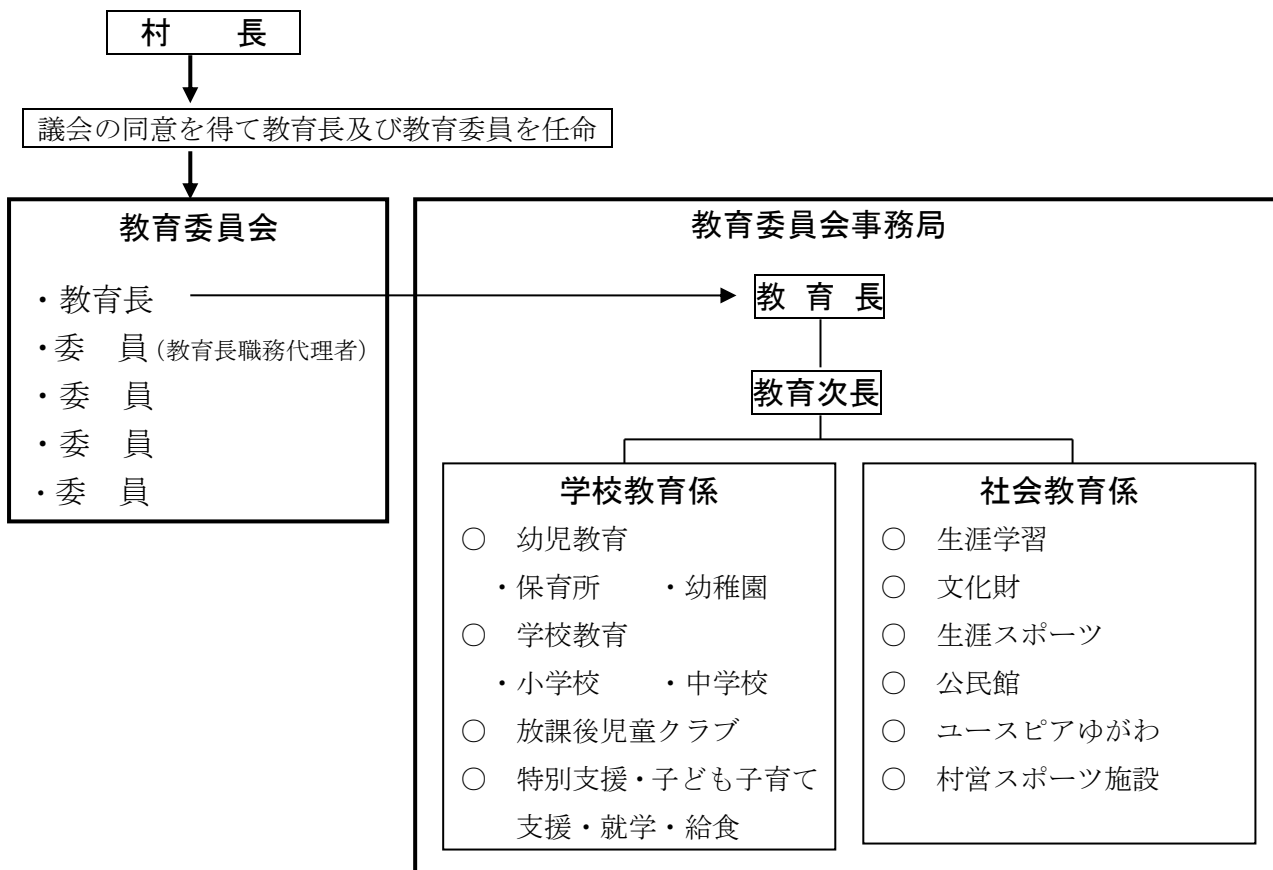 村　　長
議会の同意を得て教育長及び教育委員を任命
教育委員会
・教育長
・委　員（教育長職務代理者）
・委　員
・委　員
・委　員
教育委員会事務局
教 育 長
教育次長
学校教育係
○　幼児教育
・保育所　　・幼稚園
○　学校教育
・小学校　　・中学校
○　放課後児童クラブ
○　特別支援・子ども子育て
支援・就学・給食
社会教育係
○　生涯学習
○　文化財
○　生涯スポーツ
○　公民館
○　ユースピアゆがわ
○　村営スポーツ施設